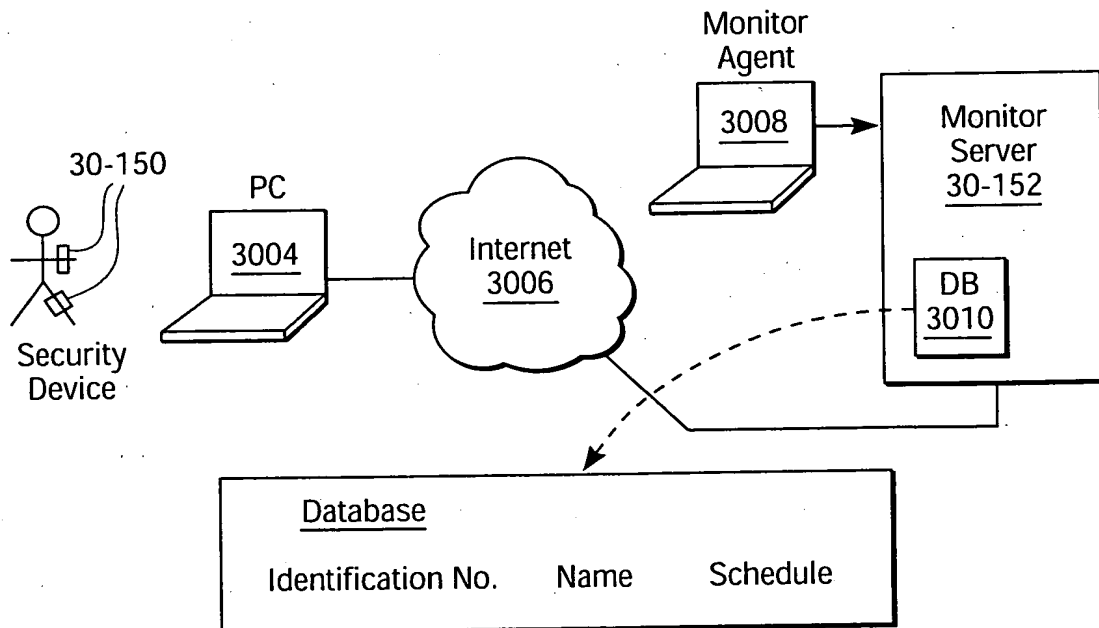 Monitor
Agent
3008
Monitor
Server
30-152
30-150
PC
3004
Internet
3006
DB
3010
Security
Device
Database
Identification No. Name Schedule